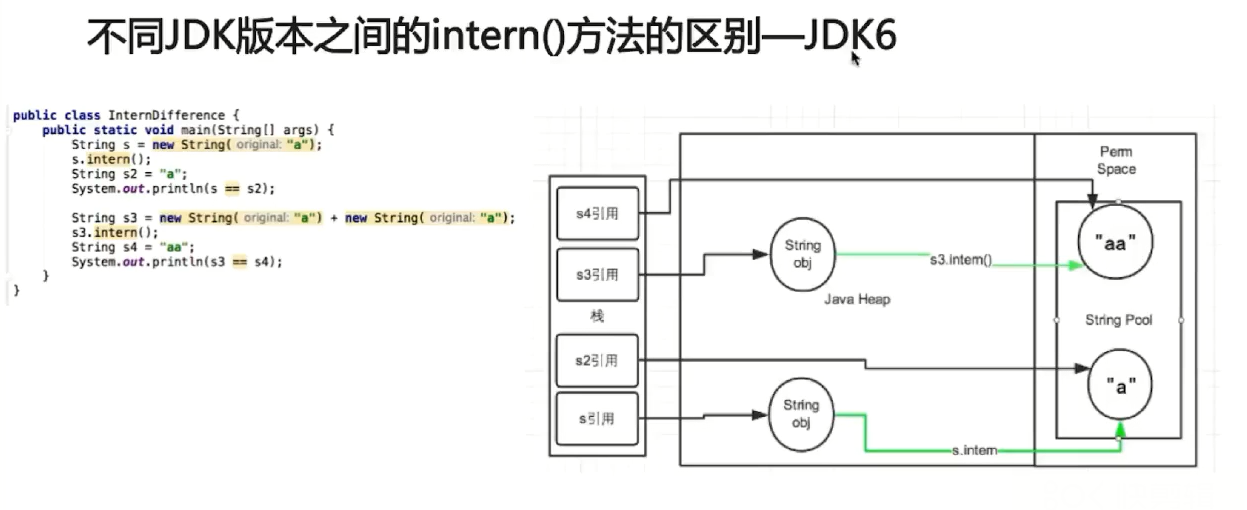 不同JDK版本之间的intern()方法的区别—JDK6
public class InternDifference {
public static void main(String[] args) {
String s = new String( original: "a");
s.intern();
String s2 = "a";
System.out.println(s == s2);
String s3 = new String( original: "a") + new String( original: "a");
s3.intern();
String s4 = "aa";
System.out.println(s3 == s4);
}
}
s4引用
s3引用
栈
s2引用
s引用
String
obj
s3.intern()
Java Heap
String
obj
s.intern
Perm
Space
"aa"
String Pool
"a"